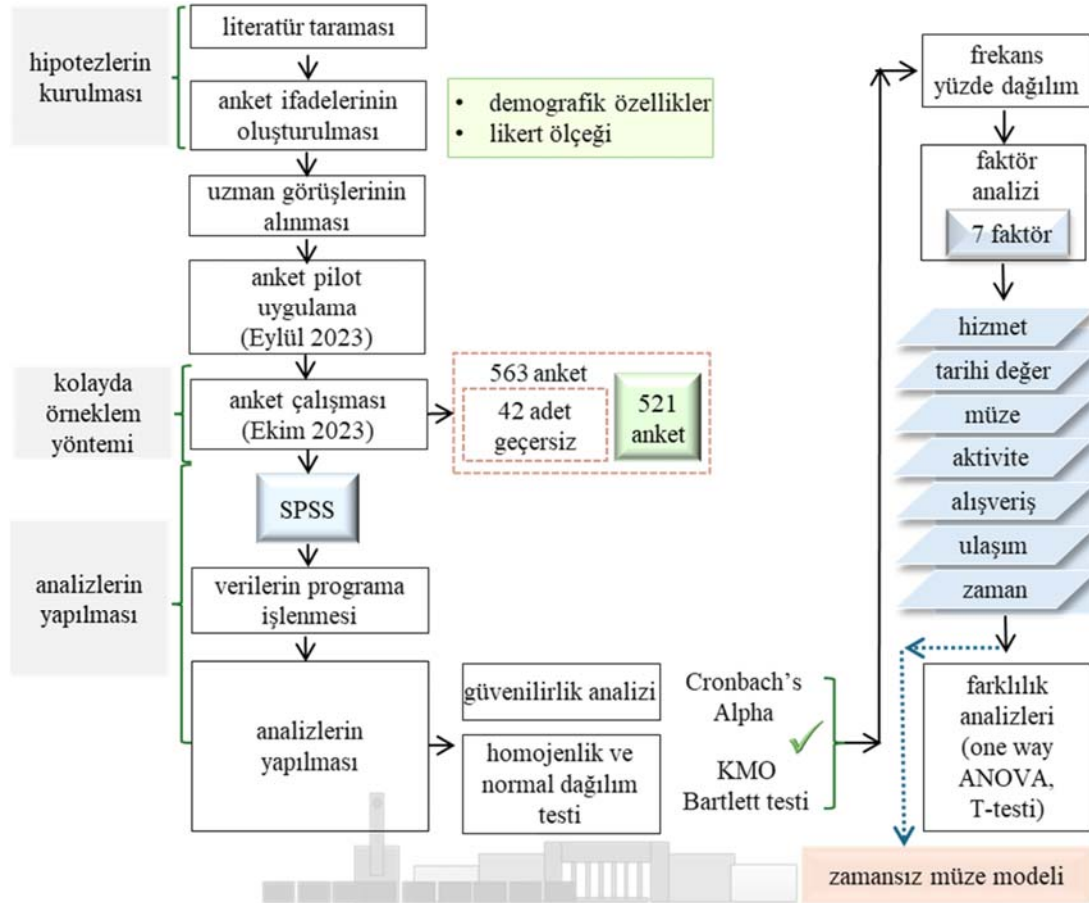 hipotezlerin
kurulması
literatür taraması
anket ifadelerinin
oluşturulması
• demografik özellikler
• likert ölçeği
uzman görüşlerinin
alınması
anket pilot
uygulama
(Eylül 2023)
kolayda
örneklem
yöntemi
anket çalışması
(Ekim 2023)
563 anket
42 adet
geçersiz
521
anket
SPSS
analizlerin
yapılması
verilerin programa
işlenmesi
analizlerin
yapılması
güvenilirlik analizi
homojenlik ve
normal dağılım
testi
Cronbach's
Alpha
KMO
Bartlett testi
frekans
yüzde dağılım
faktör
analizi
7 faktör
hizmet
tarihi değer
müze
aktivite
alışveriş
ulaşım
zaman
farklılık
analizleri
(one way
ANOVA,
T-testi)
zamansız müze modeli